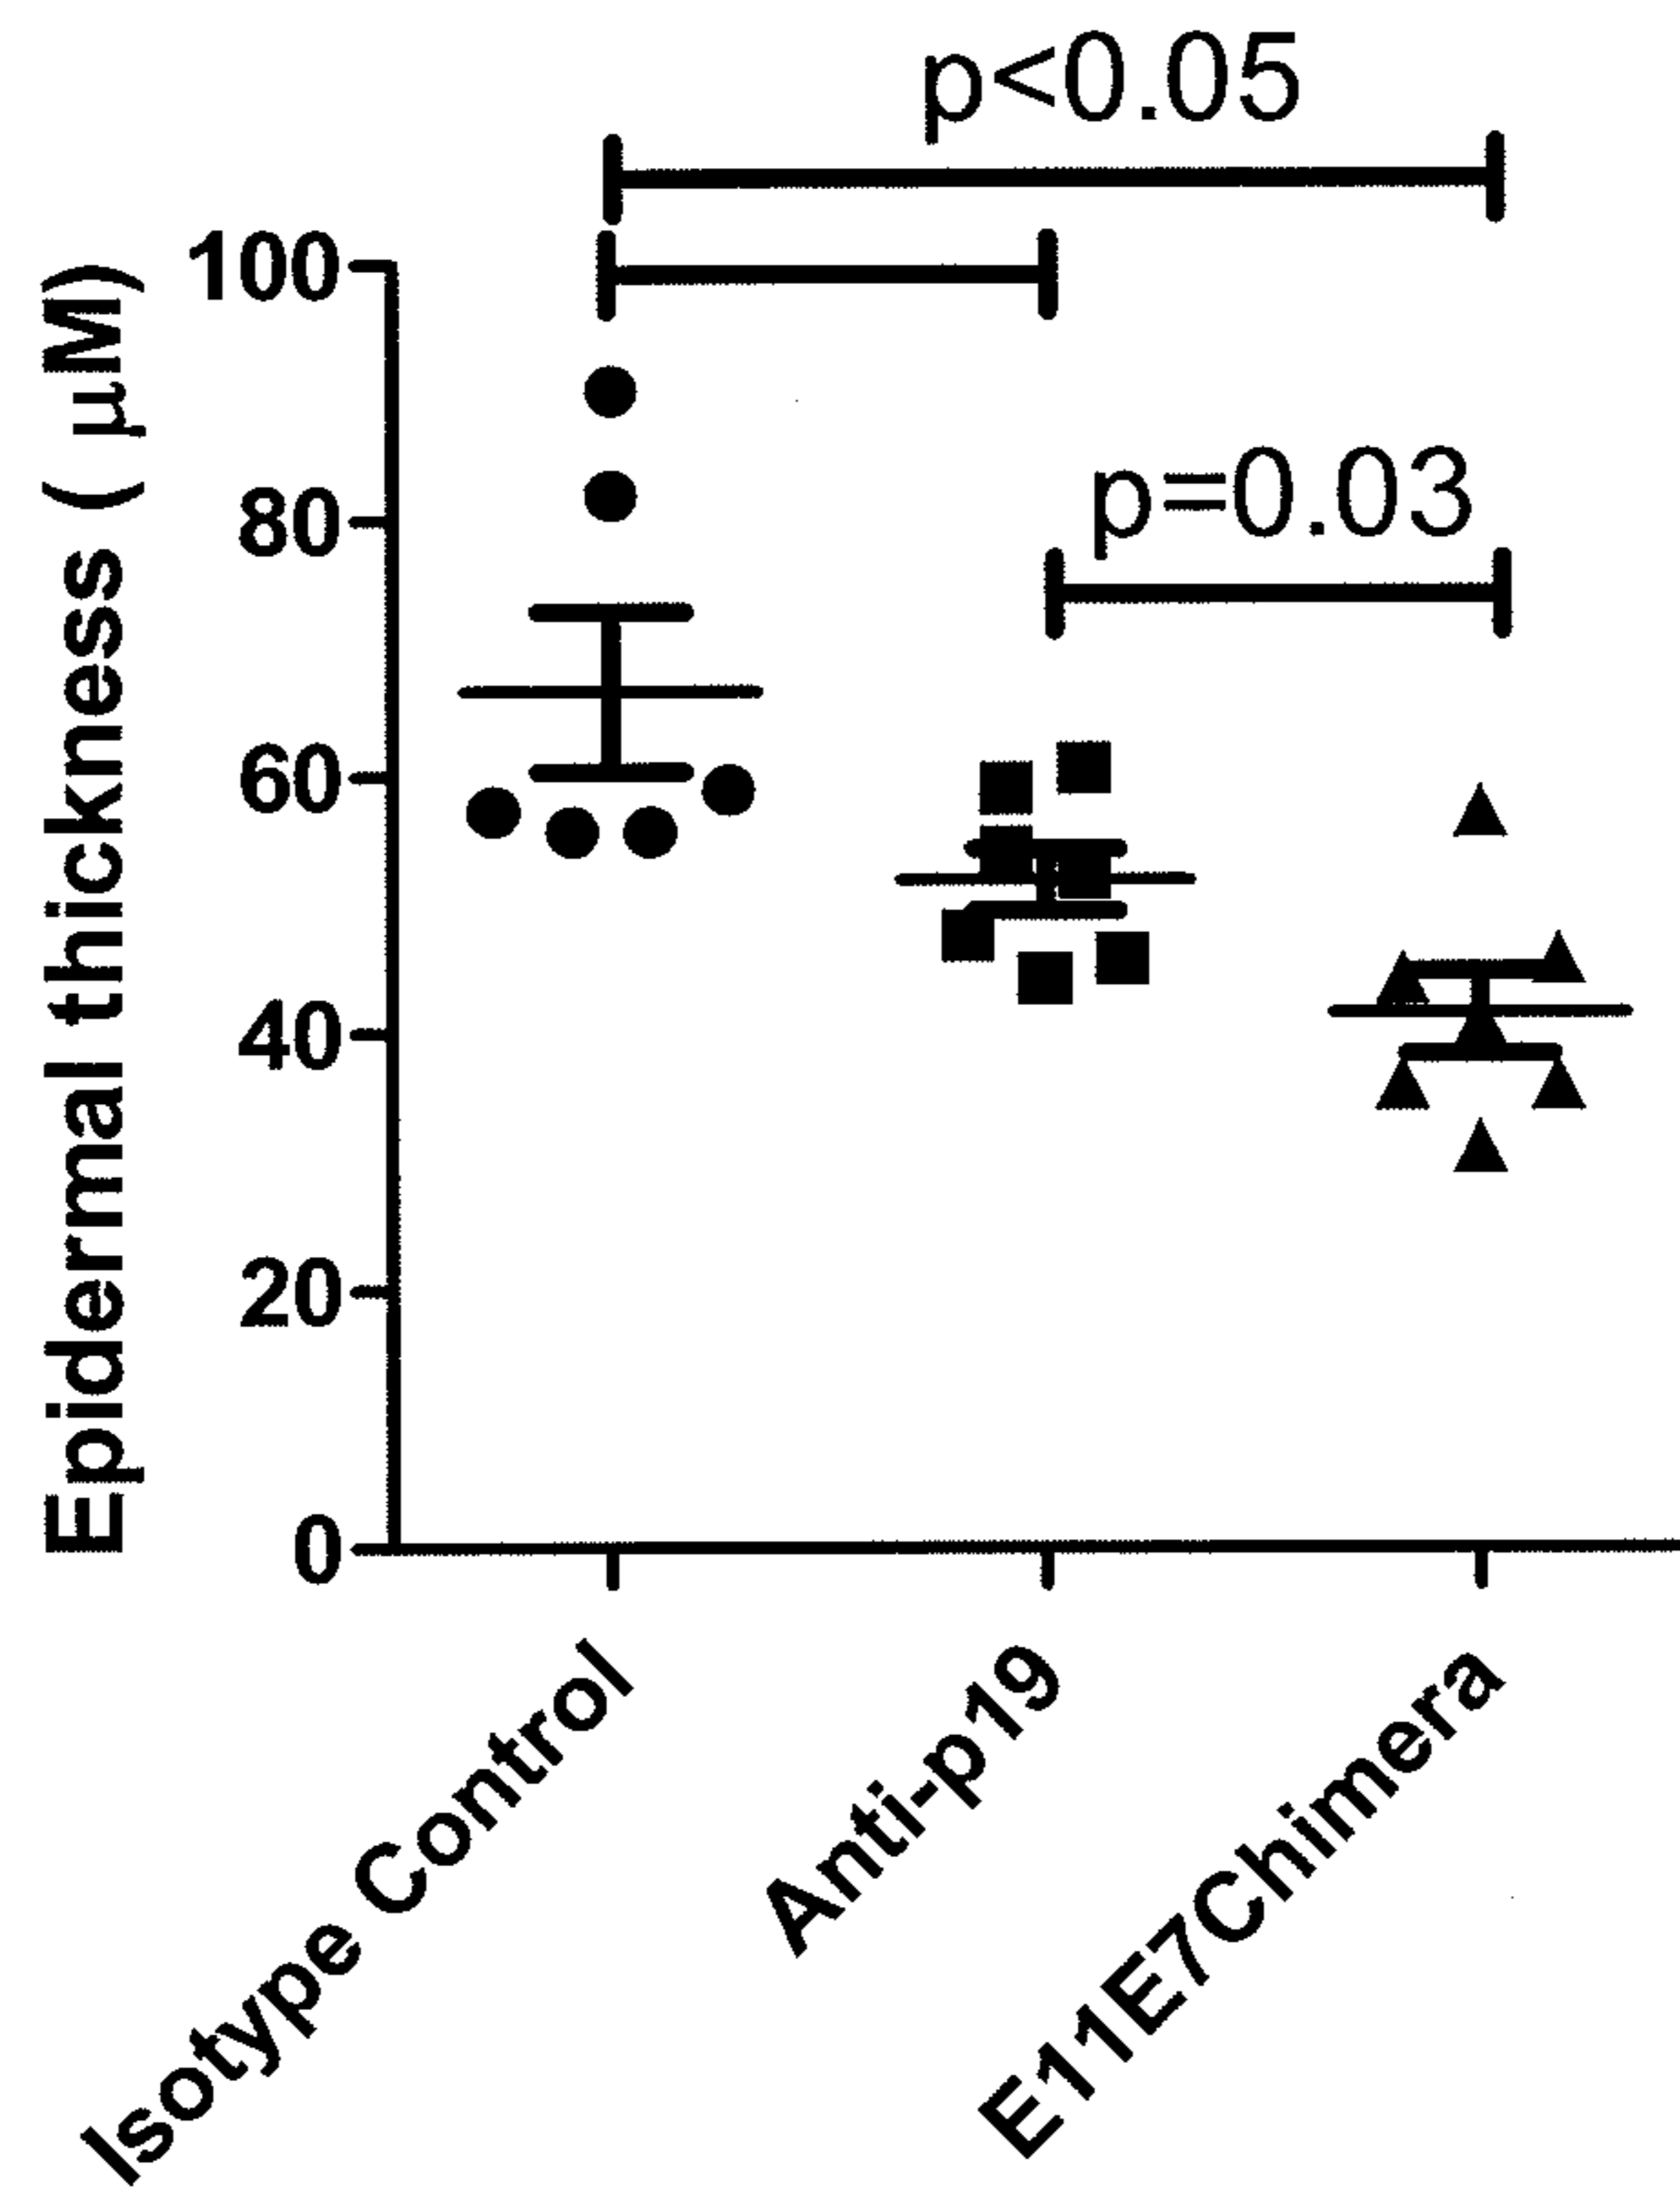 p<0.05
p=0.03
Epidermal thickness ( μM)
100
80
60
40
20
0
Isotype Control
Anti-p19
E11E7Chimera